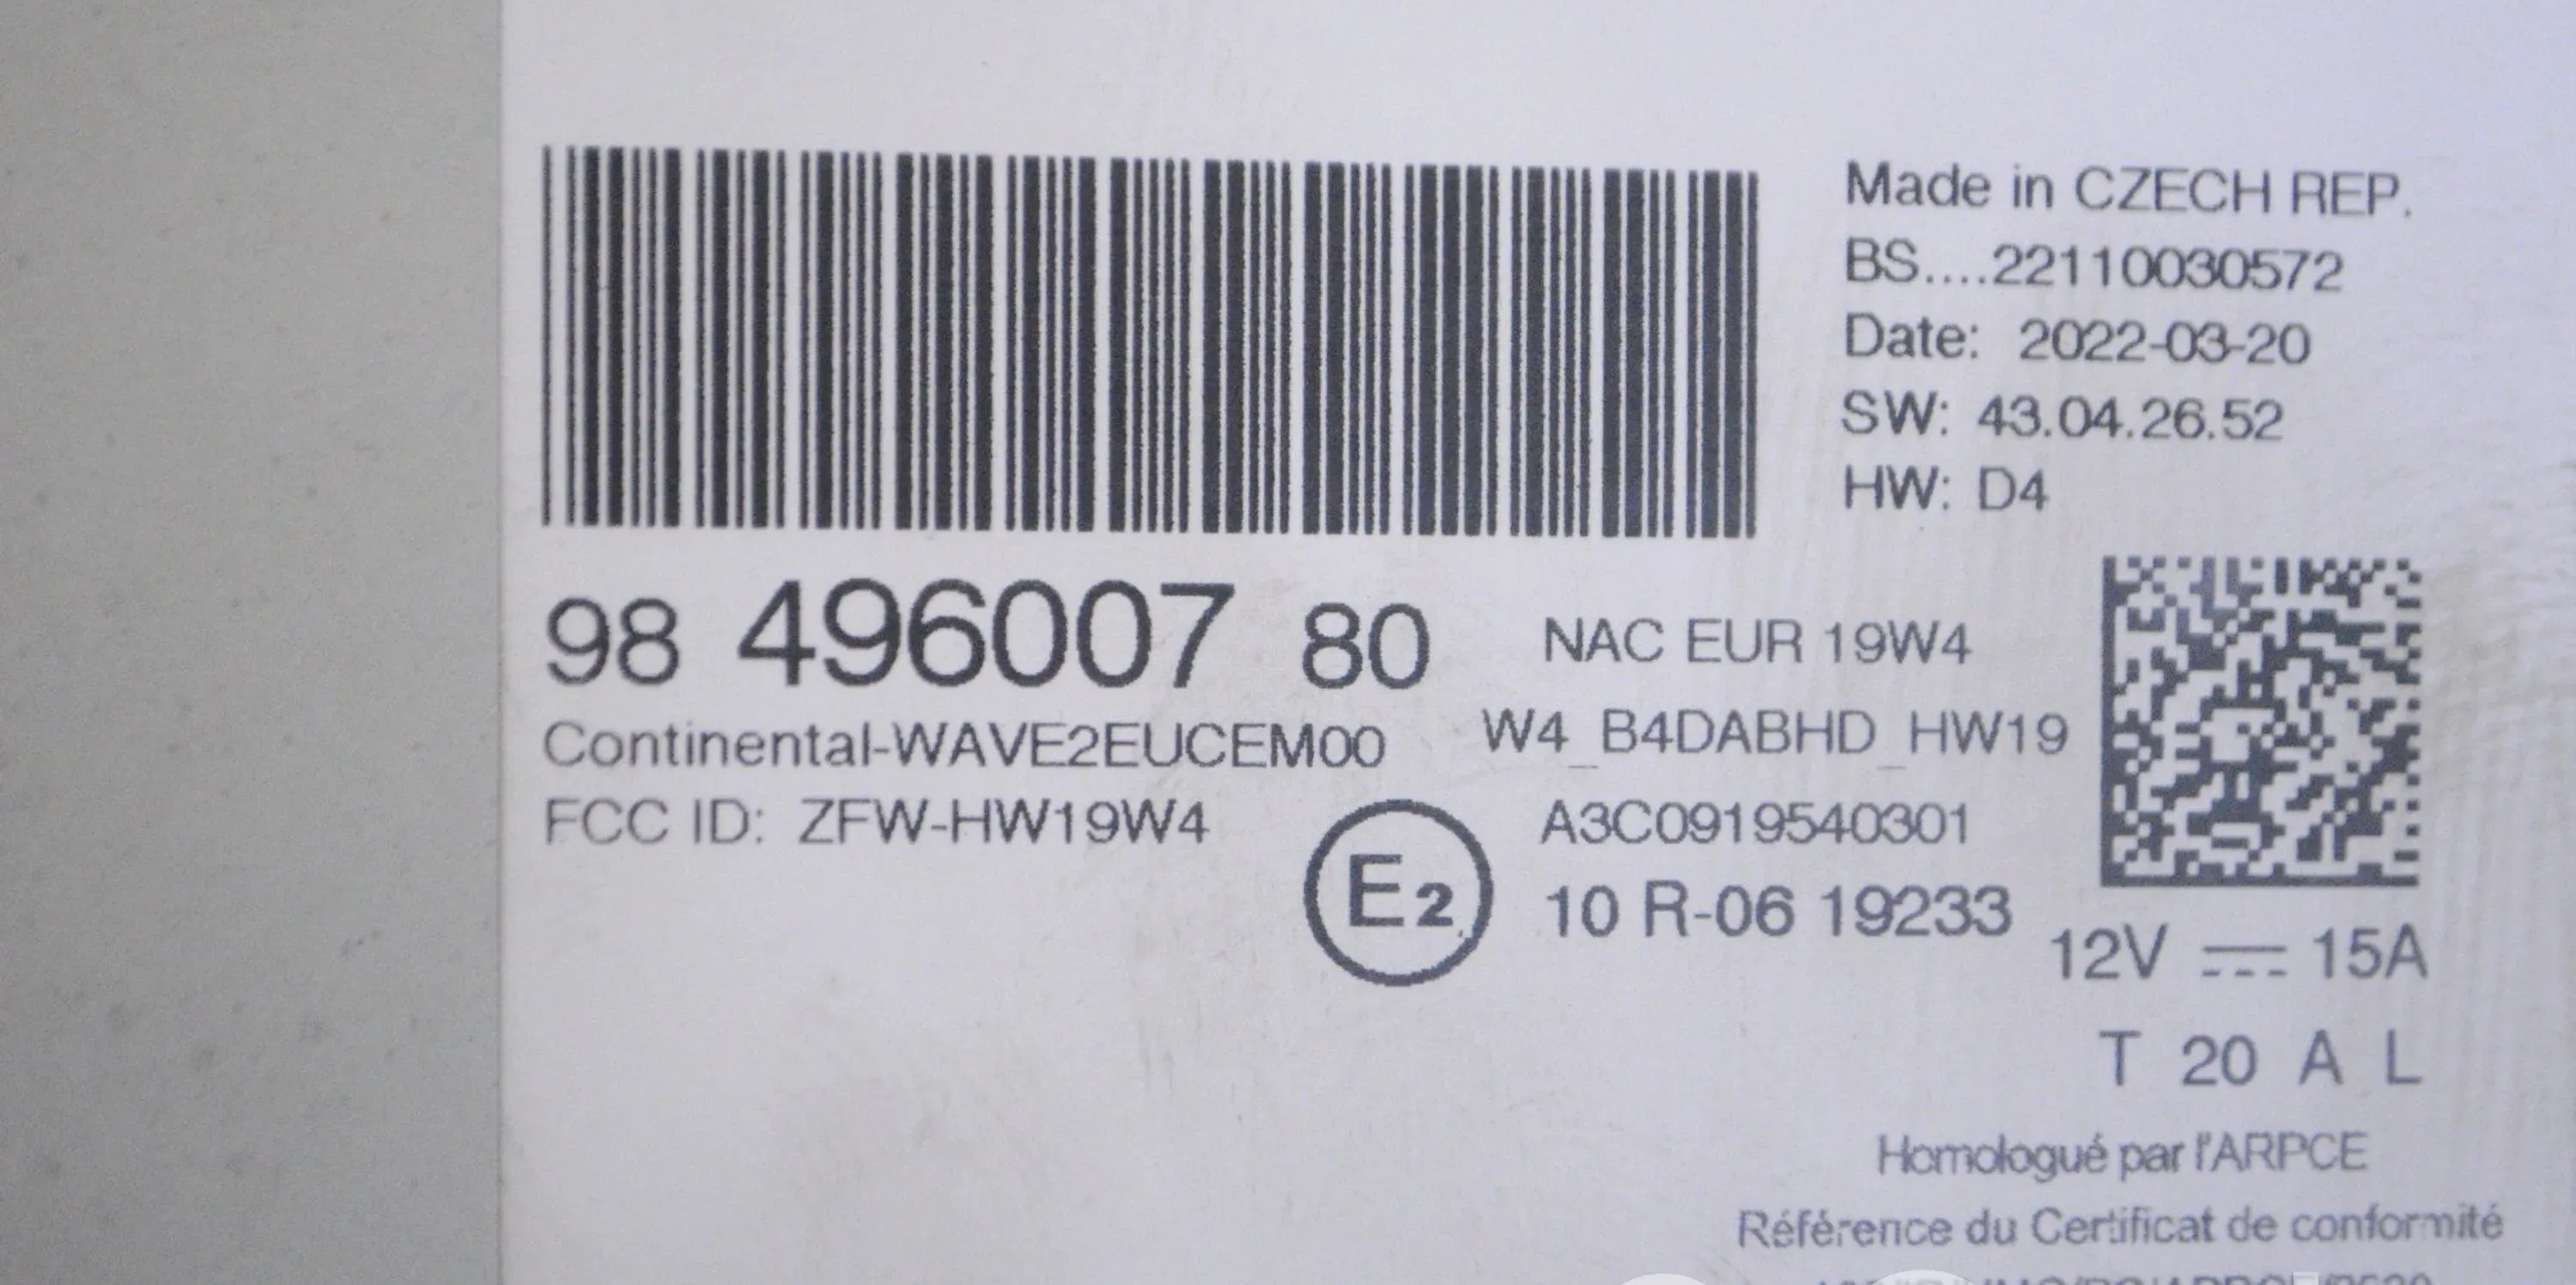 Made in CZECH REP.
BS....22110030572
Date: 2022-03-20
SW: 43.04.26.52
HW: D4
98 496007 80
NAC EUR 19W4
Continental-WAVE2EUCEM00
W4_B4DABHD_HW19
FCC ID: ZFW-HW19W4
A3C0919540301
E2
10 R-06 19233
12V 15A
T 20 A L
Homologué par l'ARPCE
Référence du Certificat de conformité